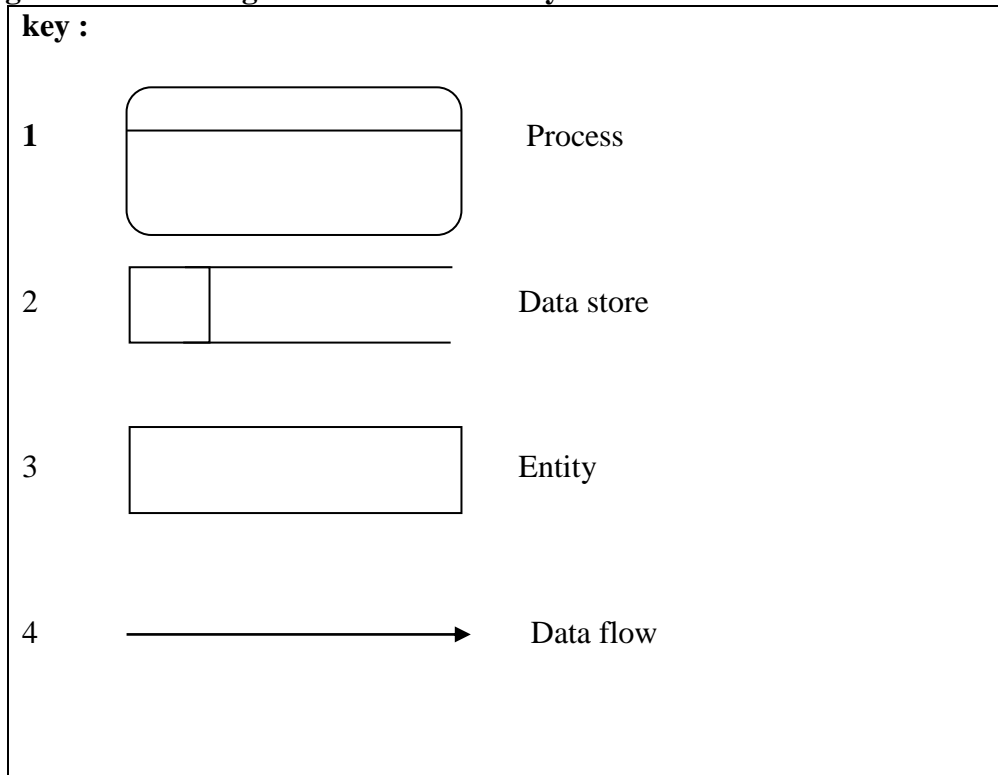 key :
1 Process
2 Data store
3 Entity
4 Data flow